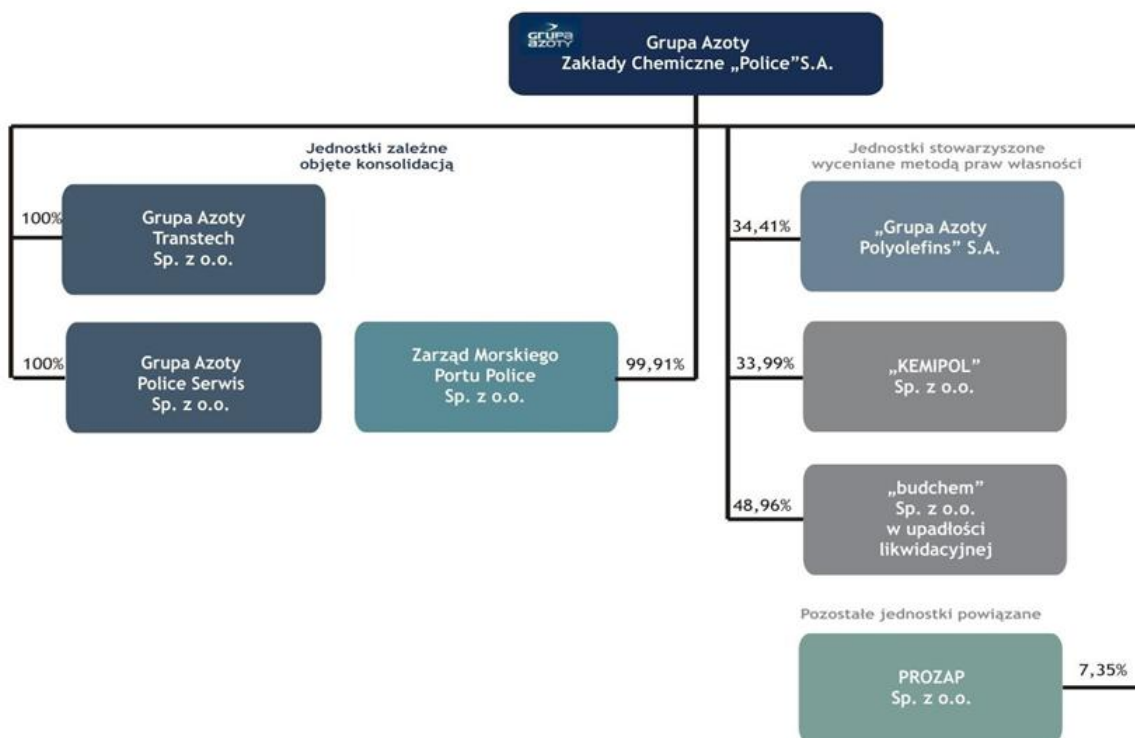 GRUPA
AZOTY
Grupa Azoty
Zakłady Chemiczne „Police”S.A.
Jednostki zależne
objęte konsolidacją
Jednostki stowarzyszone
wyceniane metodą praw własności
100%
Grupa Azoty
Transtech
Sp. z o.o.
34,41%
„Grupa Azoty
Polyolefins” S.A.
100%
Grupa Azoty
Police Serwis
Sp. z o.o.
Zarząd Morskiego
Portu Police
Sp. z o.o.
99,91%
33,99%
„KEMIPOL”
Sp. z o.o.
48,96%
„budchem”
Sp. z o.o.
w upadłości
likwidacyjnej
Pozostałe jednostki powiązane
PROZAP
Sp. z o.o.
7,35%